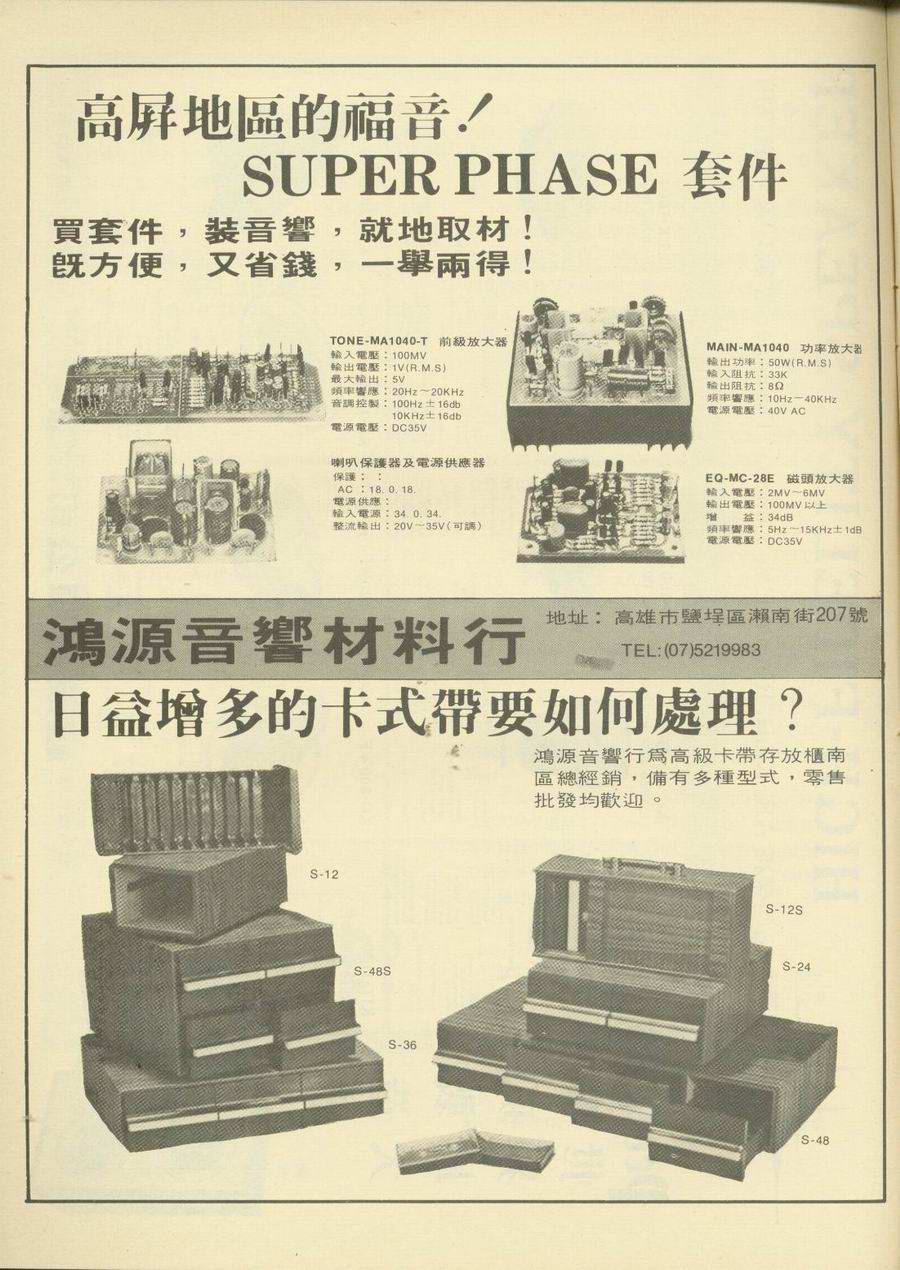 高屛地區的福音！
SUPER PHASE 套件
買套件，裝音響，就地取材！
旣方便，又省錢，一舉兩得！
TONE-MA1040-T 前級放大器
輸入電壓：100MV
輸出電壓：1V(R.M.S)
最大輸出：5V
頻率響應：20Hz～20KHz
音調控製：100Hz±16db
10KHz±16db
電源電壓：DC35V
MAIN-MA1040 功率放大器
輸出功率：50W(R.M.S)
輸入阻抗：33K
輸出阻抗：8Ω
頻率響應：10Hz～40KHz
電源電壓：40V AC
喇叭保護器及電源供應器
保護：：
AC：18. 0. 18.
電源供應：
輸入電源：34. 0. 34.
整流輸出：20V～35V(可調)
EQ-MC-28E 磁頭放大器
輸入電壓：2MV～6MV
輸出電壓：100MV以上
增　益：34dB
頻率響應：5Hz～15KHz±1dB
電源電壓：DC35V
鴻源音響材料行
地址：高雄市鹽埕區瀨南街207號
TEL:(07)5219983
日益增多的卡式帶要如何處理？
鴻源音響行爲高級卡帶存放櫃南
區總經銷，備有多種型式，零售
批發均歡迎。
S-12
S-48S
S-36
S-12S
S-24
S-48